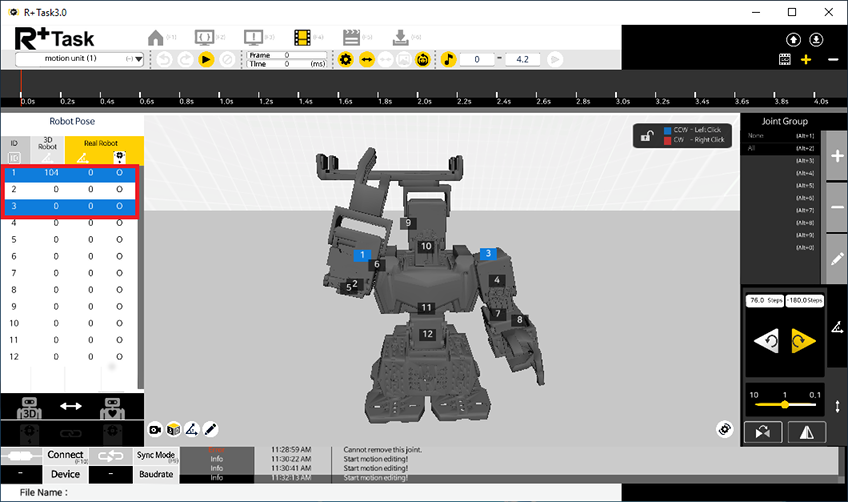 R+Task3.0
R+Task
(F1) (F2) (F3) (F4) (F5) (F6)
motion unit (1) (-)
Frame 0
Time 0 (ms)
0 - 4.2
0.0s 0.2s 0.4s 0.6s 0.8s 1.0s 1.2s 1.4s 1.6s 1.8s 2.0s 2.2s 2.4s 2.6s 2.8s 3.0s 3.2s 3.4s 3.6s 3.8s 4.0s
Robot Pose
ID 3D Robot Real Robot
ID
1 104 0 O
2 0 0 O
3 0 0 O
4 0 0 O
5 0 0 O
6 0 0 O
7 0 0 O
8 0 0 O
9 0 0 O
10 0 0 O
11 0 0 O
12 0 0 O
3D
CCW - Left Click
CW - Right Click
9
10
1
3
6
2
5
4
11
7
8
12
Joint Group
None (Alt+1)
All (Alt+2)
(Alt+3)
(Alt+4)
(Alt+5)
(Alt+6)
(Alt+7)
(Alt+8)
(Alt+9)
(Alt+0)
76.0 Steps -180.0Steps
10 1 0.1
Connect (F10)
Sync Mode
- Device - Baudrate
11:28:59 AM Cannot remove this joint.
Info 11:30:22 AM Start motion editing!
Info 11:30:41 AM Start motion editing!
Info 11:32:13 AM Start motion editing!
File Name :